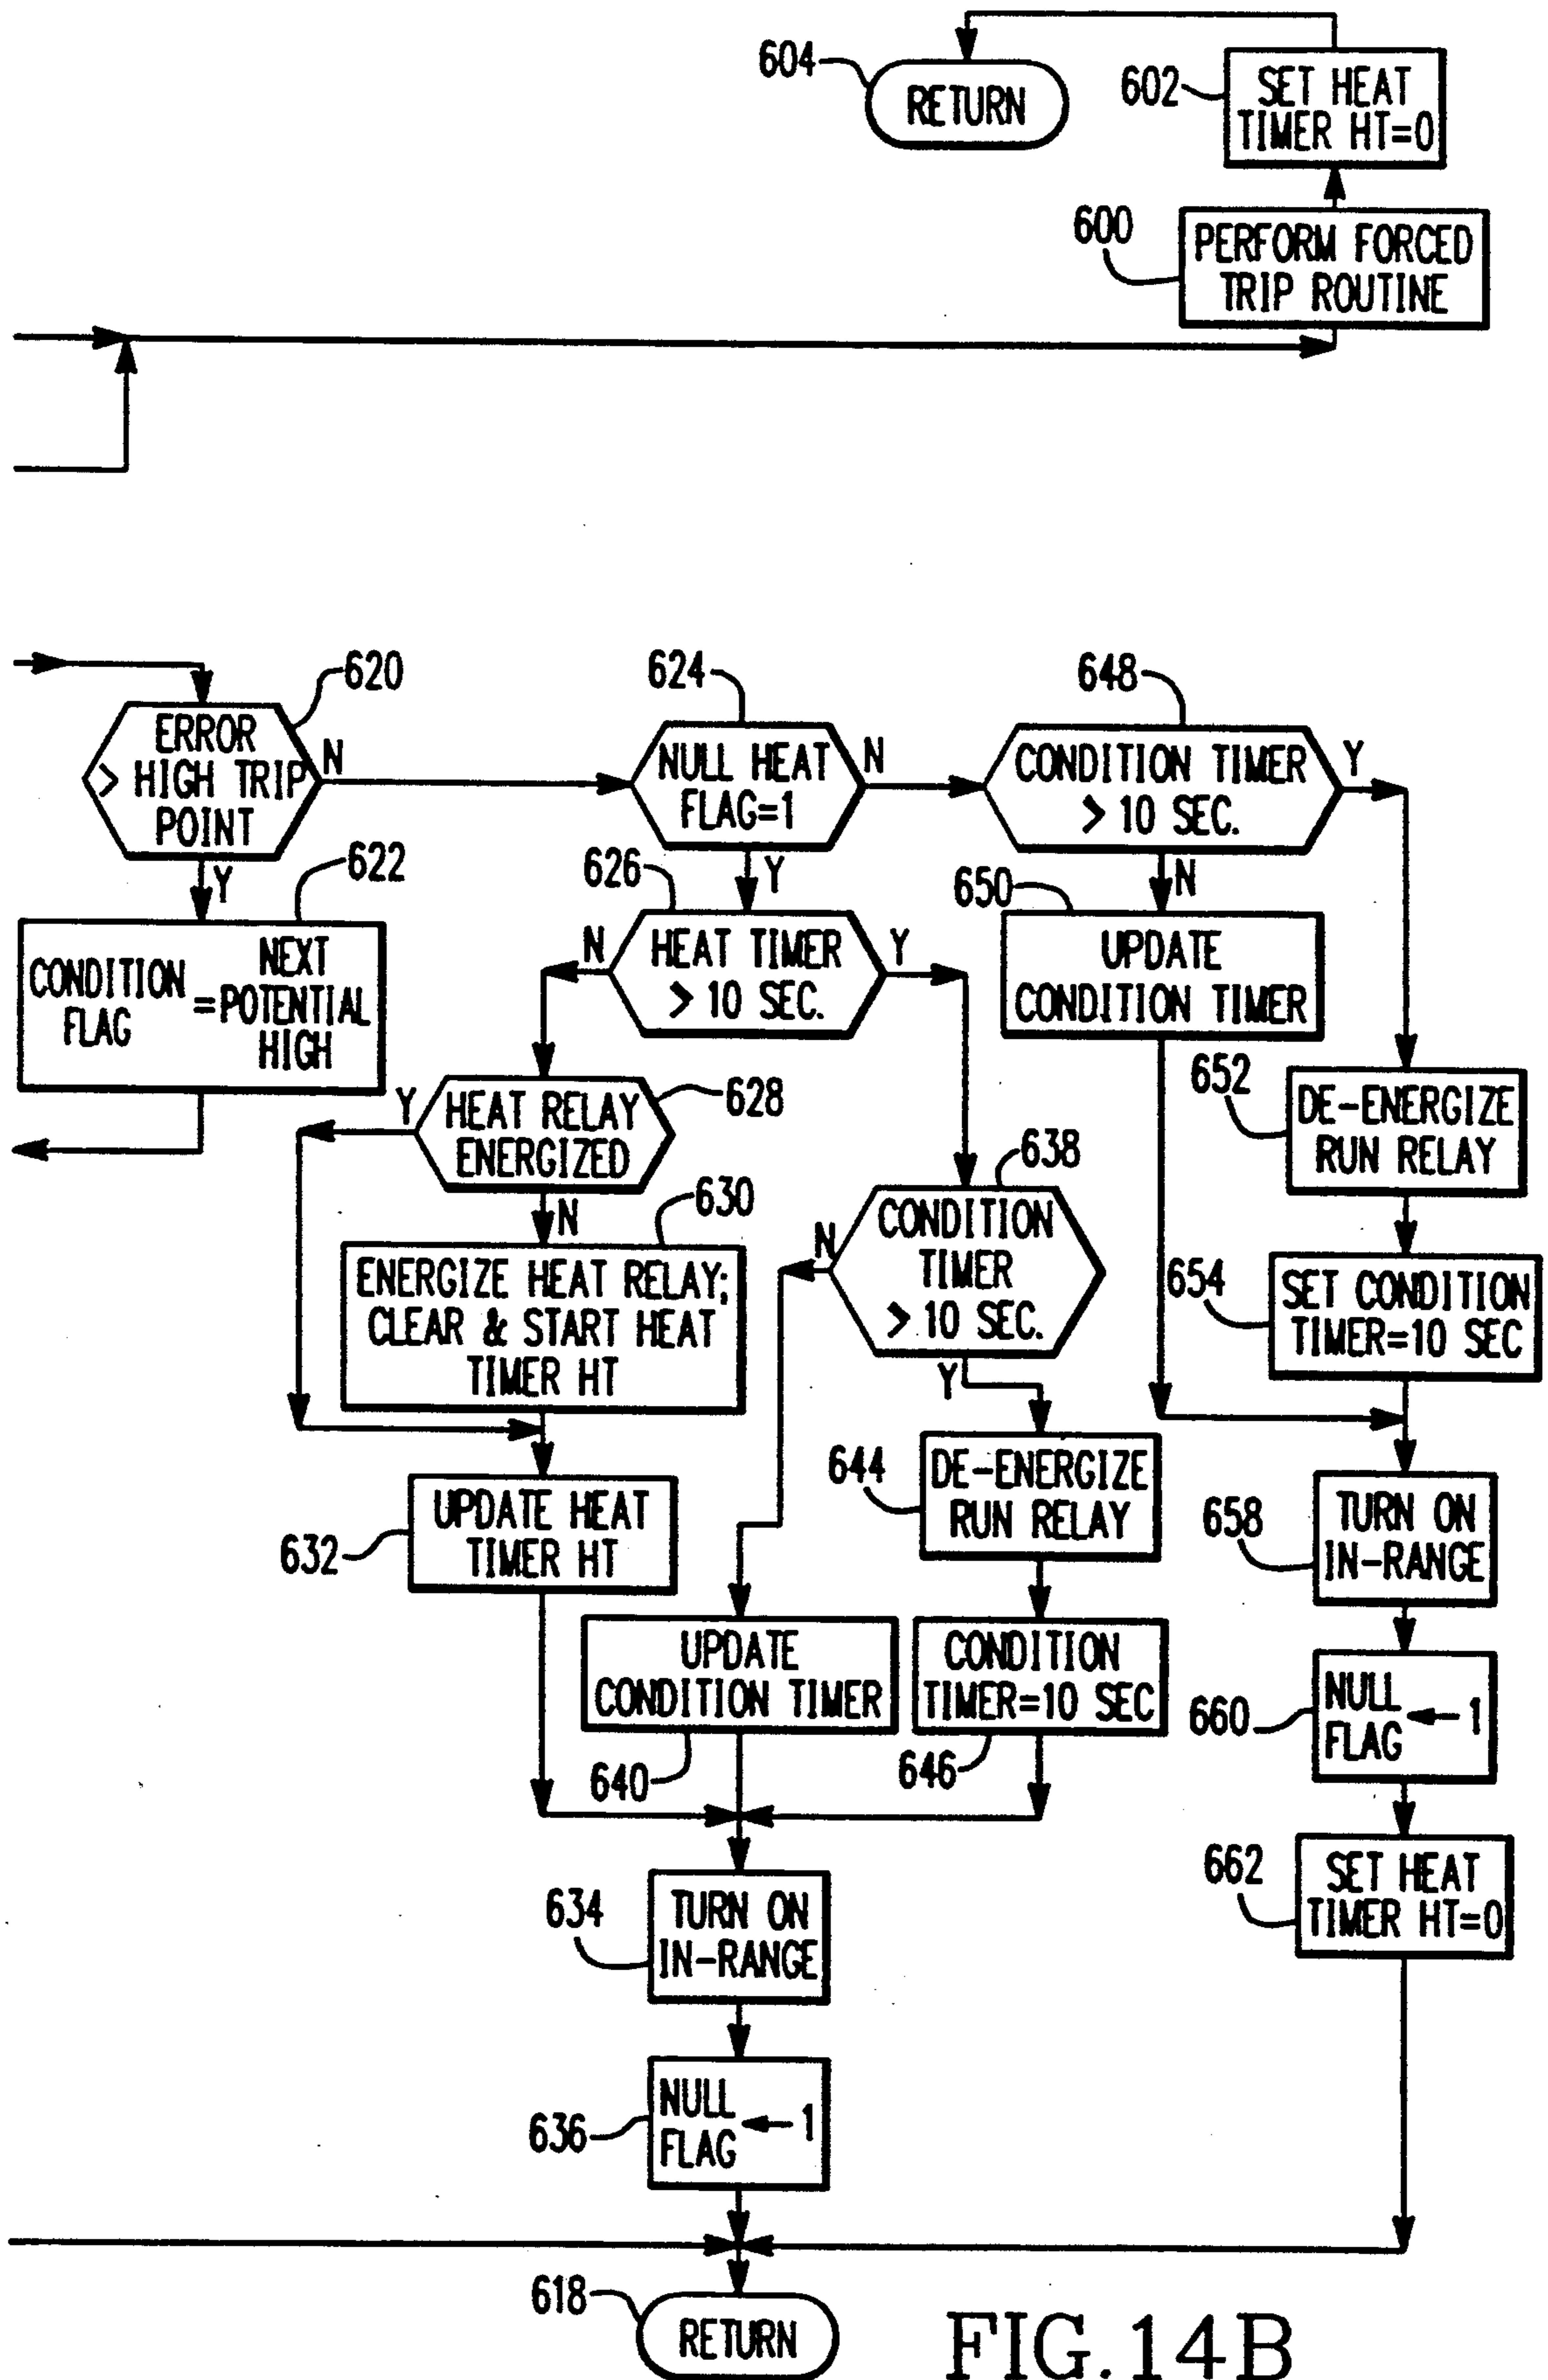 604
RETURN
602
SET HEAT
TIMER HT=0
600
PERFORM FORCED
TRIP ROUTINE
620
ERROR
> HIGH TRIP
POINT
N
Y
624
NULL HEAT
FLAG=1
N
Y
648
CONDITION TIMER
> 10 SEC.
Y
N
622
CONDITION
FLAG
=
NEXT
POTENTIAL
HIGH
626
HEAT TIMER
> 10 SEC.
N
Y
650
UPDATE
CONDITION TIMER
652
DE-ENERGIZE
RUN RELAY
628
HEAT RELAY
ENERGIZED
Y
N
638
CONDITION
TIMER
> 10 SEC.
N
Y
630
ENERGIZE HEAT RELAY;
CLEAR & START HEAT
TIMER HT
654
SET CONDITION
TIMER=10 SEC
644
DE-ENERGIZE
RUN RELAY
632
UPDATE HEAT
TIMER HT
658
TURN ON
IN-RANGE
640
UPDATE
CONDITION TIMER
646
CONDITION
TIMER=10 SEC
660
NULL
FLAG
← 1
634
TURN ON
IN-RANGE
662
SET HEAT
TIMER HT=0
636
NULL
FLAG
← 1
618
RETURN
FIG.14B